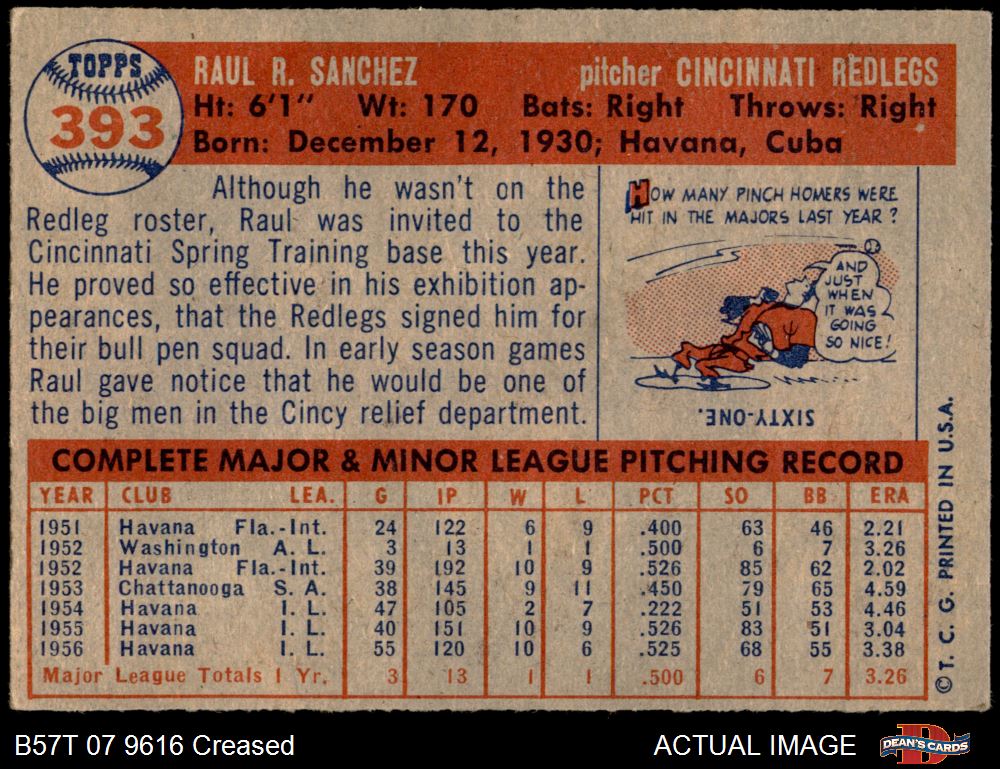 TOPPS
393
RAUL R. SANCHEZ pitcher CINCINNATI REDLEGS
Ht: 6'1" Wt: 170 Bats: Right Throws: Right
Born: December 12, 1930; Havana, Cuba
Although he wasn't on the
Redleg roster, Raul was invited to the
Cincinnati Spring Training base this year.
He proved so effective in his exhibition ap-
pearances, that the Redlegs signed him for
their bull pen squad. In early season games
Raul gave notice that he would be one of
the big men in the Cincy relief department.
HOW MANY PINCH HOMERS WERE
HIT IN THE MAJORS LAST YEAR?
AND
JUST
WHEN
IT WAS
GOING
SO NICE!
SIXTY-ONE.
COMPLETE MAJOR & MINOR LEAGUE PITCHING RECORD
YEAR CLUB LEA. G IP W L PCT SO BB ERA
1951 Havana Fla.-Int. 24 122 6 9 .400 63 46 2.21
1952 Washington A. L. 3 13 1 1 .500 6 7 3.26
1952 Havana Fla.-Int. 39 192 10 9 .526 85 62 2.02
1953 Chattanooga S. A. 38 145 9 11 .450 79 65 4.59
1954 Havana I. L. 47 105 2 7 .222 51 53 4.46
1955 Havana I. L. 40 151 10 9 .526 83 51 3.04
1956 Havana I. L. 55 120 10 6 .525 68 55 3.38
Major League Totals 1 Yr. 3 13 1 1 .500 6 7 3.26
© T. C. G. PRINTED IN U.S.A.
B57T 07 9616 Creased ACTUAL IMAGE
B
DEAN'S CARDS